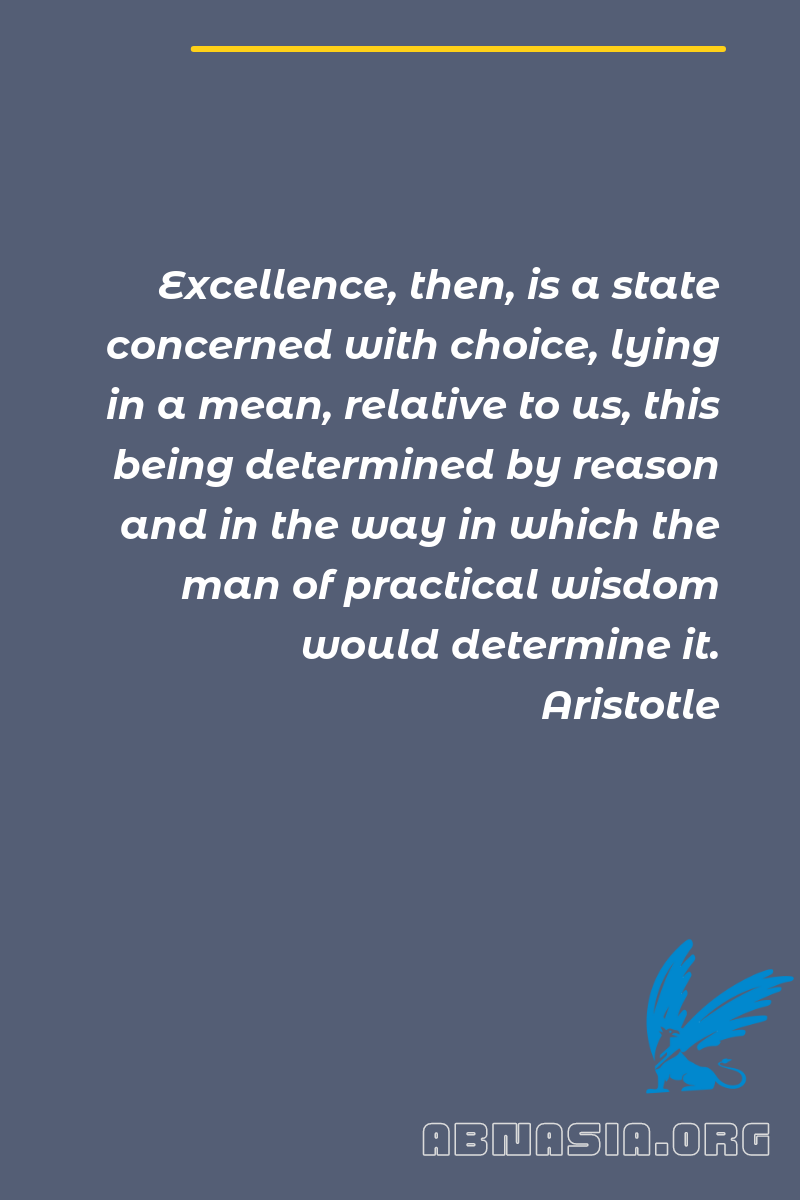 Excellence, then, is a state
concerned with choice, lying
in a mean, relative to us, this
being determined by reason
and in the way in which the
man of practical wisdom
would determine it.
Aristotle
ABNASIA.ORG